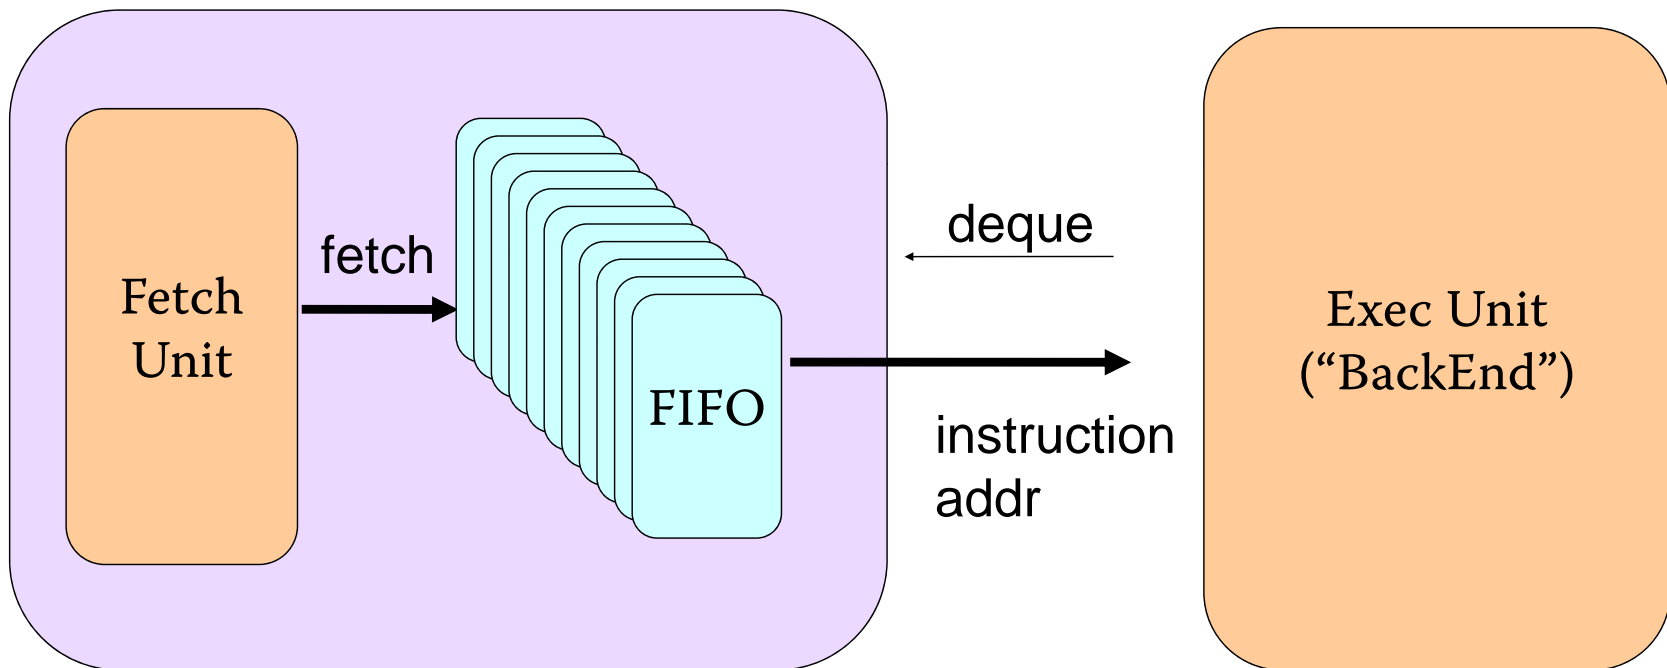 Fetch
Unit
fetch
FIFO
deque
instruction
addr
Exec Unit
(“BackEnd”)